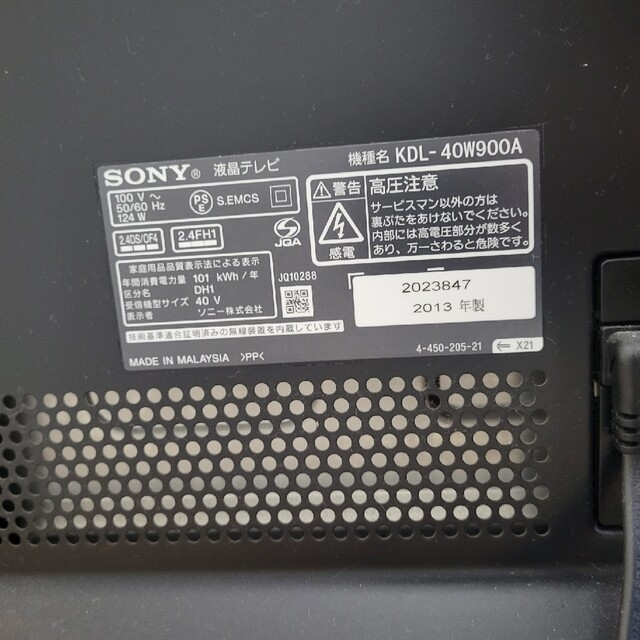 SONY® 液晶テレビ
機種名 KDL-40W900A
100 V ~
50/60 Hz
124 W
PS
E
S.EMCS
2.4DS/OF4
2.4FH1
JQA
家庭用品品質表示法による表示
年間消費電力量 101 kWh/年
区分名 DH1
受信機型サイズ 40 V
表示者 ソニー株式会社
JQ10288
技術基準適合証明済みの無線装置を内蔵しています
MADE IN MALAYSIA >PP<
警告 高圧注意
感電
サービスマン以外の方は
裏ぶたをあけないでください。
内部には高電圧部分が数多く
あり、万一さわると危険です。
2023847
2013 年製
4-450-205-21 X21